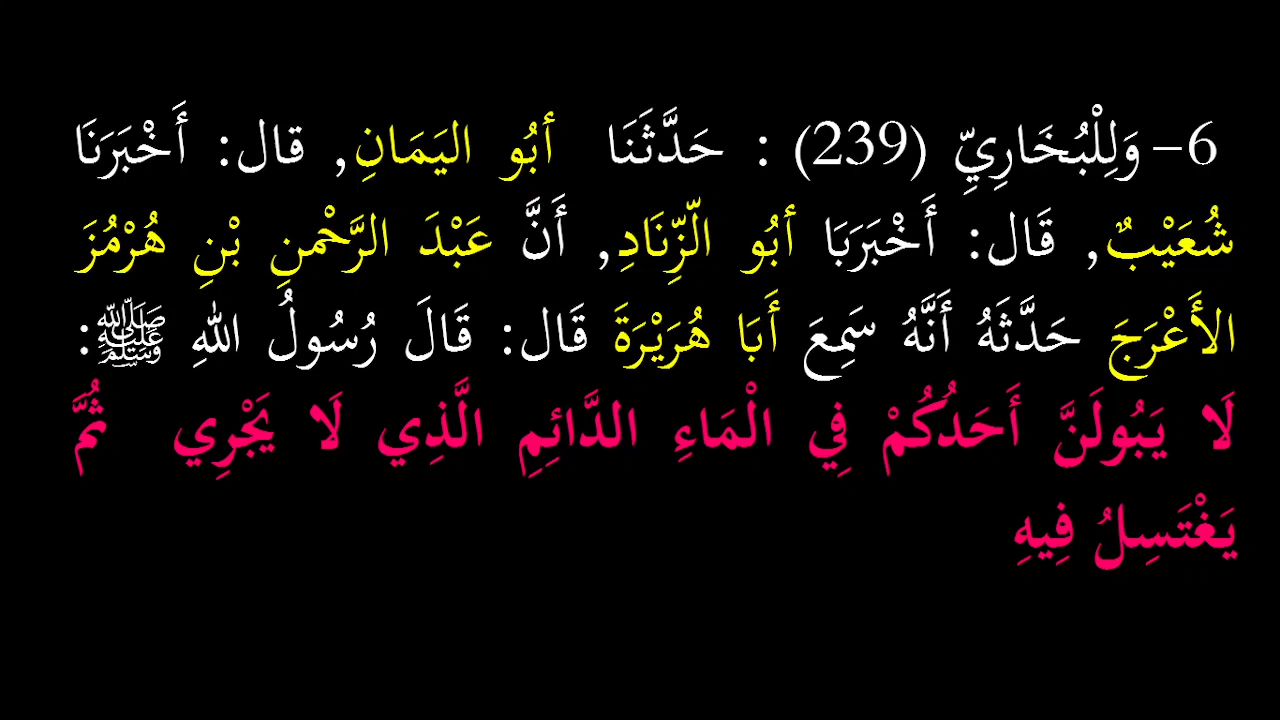 6- وَلِلْبُخَارِيِّ (239) : حَدَّثَنَا أبُو اليَمَانِ, قال: أَخْبَرَنَا
شُعَيْبٌ, قَال: أَخْبَرَبَا أبُو الّزِّنَادِ, أَنَّ عَبْدَ الرَّحْمنِ بْنِ هُرْمُزَ
الأَعْرَجَ حَدَّثَهُ أَنَّهُ سَمِعَ أَبَا هُرَيْرَةَ قَال: قَالَ رُسُولُ اللهِ ﷺ:
لَا يَبُولَنَّ أَحَدُكُمْ فِي الْمَاءِ الدَّائِمِ الَّذِي لَا يَجْرِي ثُمَّ
يَغْتَسِلُ فِيهِ